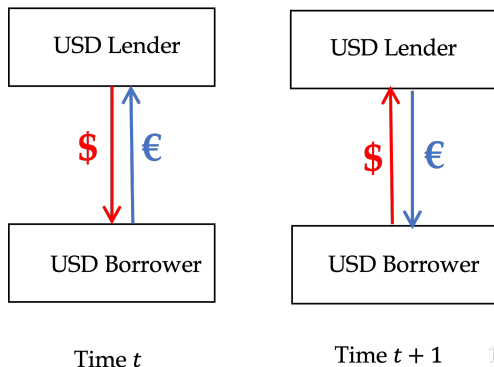 USD Lender
$ €
USD Borrower
Time t
USD Lender
$ €
USD Borrower
Time t + 1